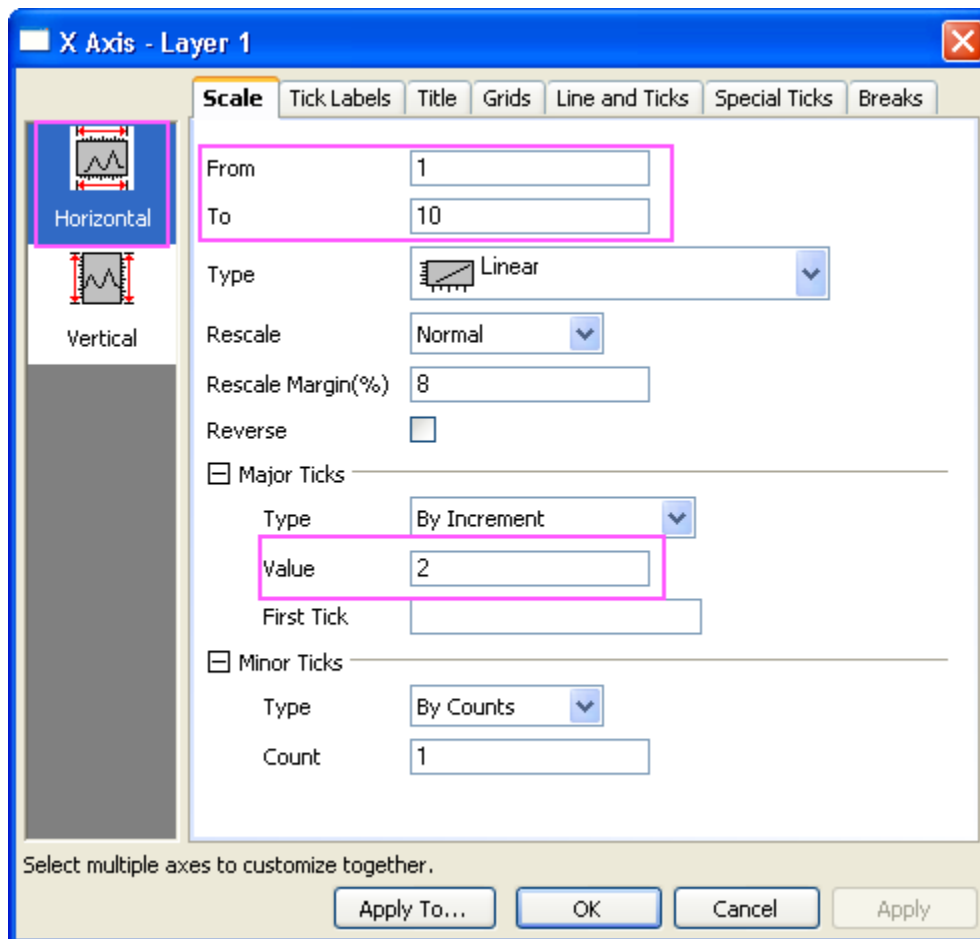 X Axis - Layer 1
Scale Tick Labels Title Grids Line and Ticks Special Ticks Breaks
Horizontal
Vertical
From 1
To 10
Type Linear
Rescale Normal
Rescale Margin(%) 8
Reverse
Major Ticks
Type By Increment
Value 2
First Tick
Minor Ticks
Type By Counts
Count 1
Select multiple axes to customize together.
Apply To... OK Cancel Apply